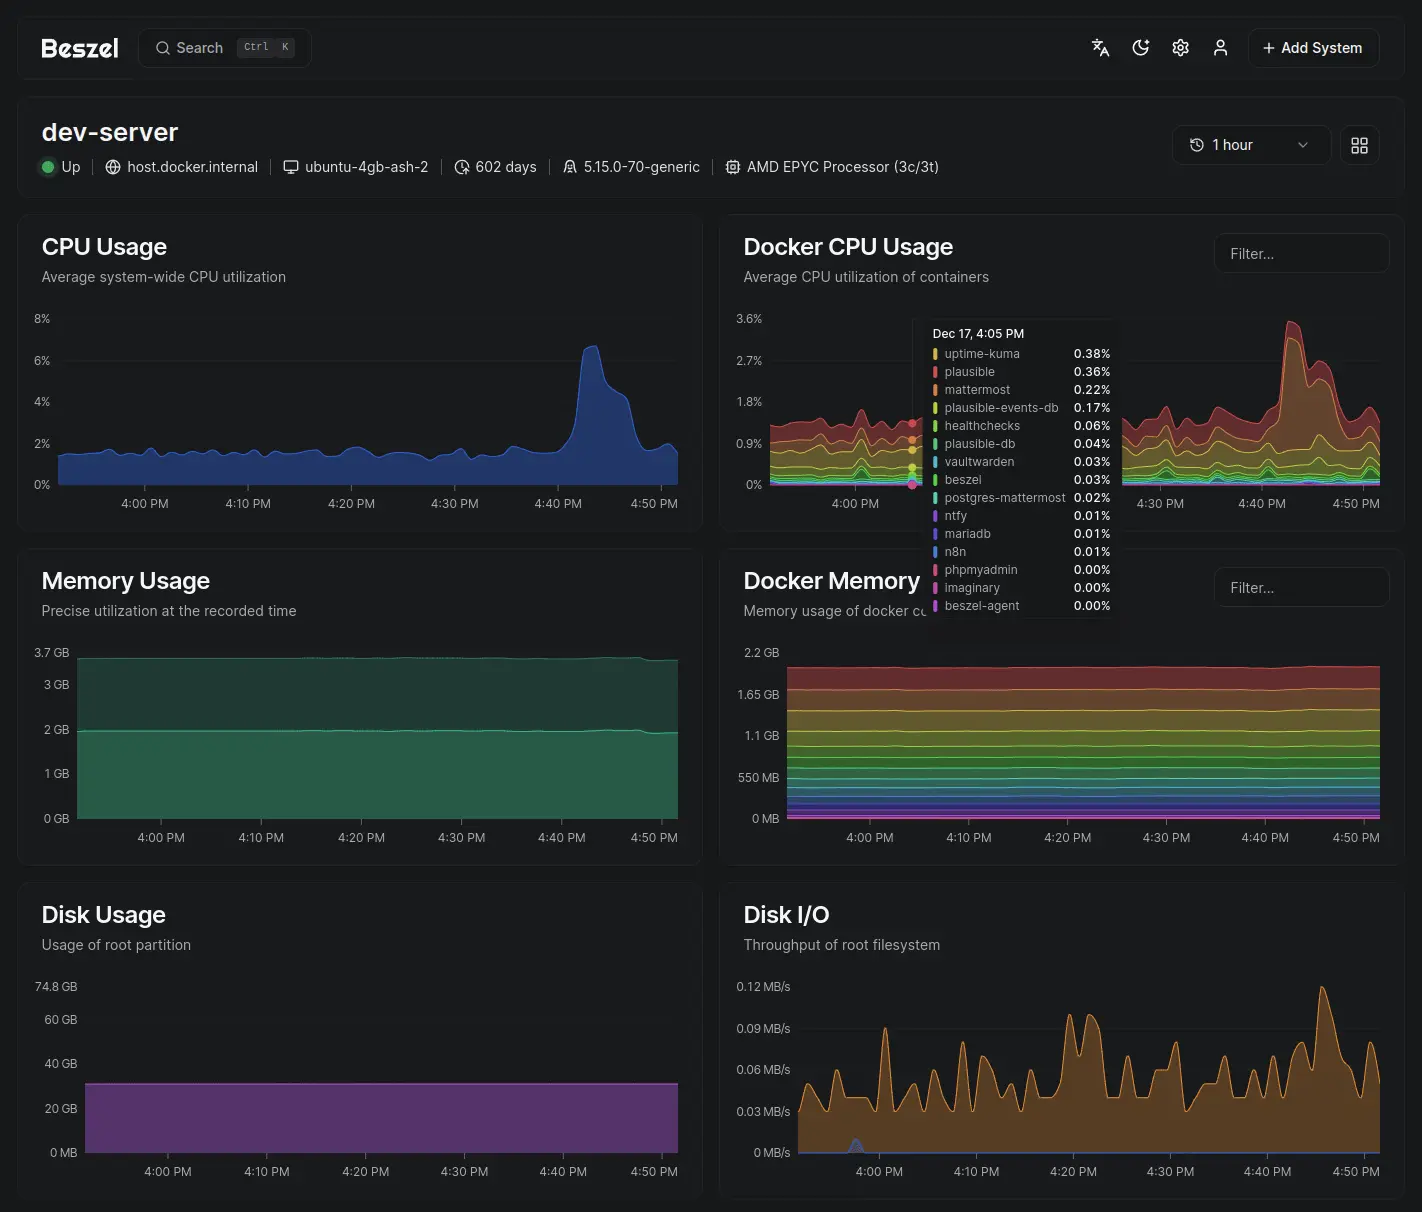 Beszel
Search Ctrl K
Add System
dev-server
Up host.docker.internal ubuntu-4gb-ash-2 602 days 5.15.0-70-generic AMD EPYC Processor (3c/3t)
1 hour
CPU Usage
Average system-wide CPU utilization
8%
6%
4%
2%
0%
4:00 PM 4:10 PM 4:20 PM 4:30 PM 4:40 PM 4:50 PM
Docker CPU Usage
Average CPU utilization of containers
Filter...
3.6%
2.7%
1.8%
0.9%
0%
4:00 PM 4:30 PM 4:40 PM 4:50 PM
Dec 17, 4:05 PM
uptime-kuma 0.38%
plausible 0.36%
mattermost 0.22%
plausible-events-db 0.17%
healthchecks 0.06%
plausible-db 0.04%
vaultwarden 0.03%
beszel 0.03%
postgres-mattermost 0.02%
ntfy 0.01%
mariadb 0.01%
n8n 0.01%
phpmyadmin 0.00%
imaginary 0.00%
beszel-agent 0.00%
Memory Usage
Precise utilization at the recorded time
3.7 GB
3 GB
2 GB
1 GB
0 GB
4:00 PM 4:10 PM 4:20 PM 4:30 PM 4:40 PM 4:50 PM
Docker Memory
Memory usage of docker
Filter...
2.2 GB
1.65 GB
1.1 GB
550 MB
0 MB
4:00 PM 4:10 PM 4:20 PM 4:30 PM 4:40 PM 4:50 PM
Disk Usage
Usage of root partition
74.8 GB
60 GB
40 GB
20 GB
0 MB
4:00 PM 4:10 PM 4:20 PM 4:30 PM 4:40 PM 4:50 PM
Disk I/O
Throughput of root filesystem
0.12 MB/s
0.09 MB/s
0.06 MB/s
0.03 MB/s
0 MB/s
4:00 PM 4:10 PM 4:20 PM 4:30 PM 4:40 PM 4:50 PM